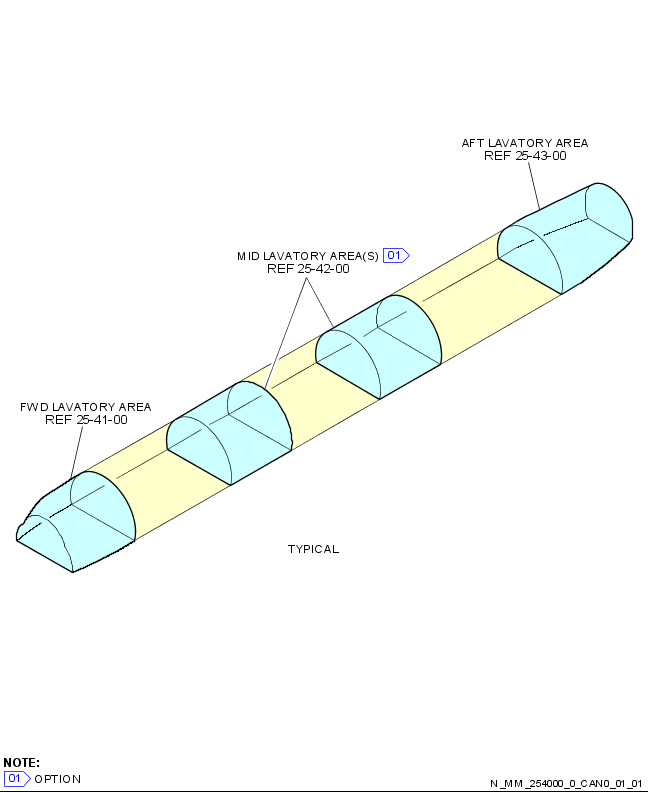 AFT LAVATORY AREA
REF 25-43-00
MID LAVATORY AREA(S) 01
REF 25-42-00
FWD LAVATORY AREA
REF 25-41-00
TYPICAL
NOTE:
01 OPTION
N_MM_254000_0_CAN0_01_01